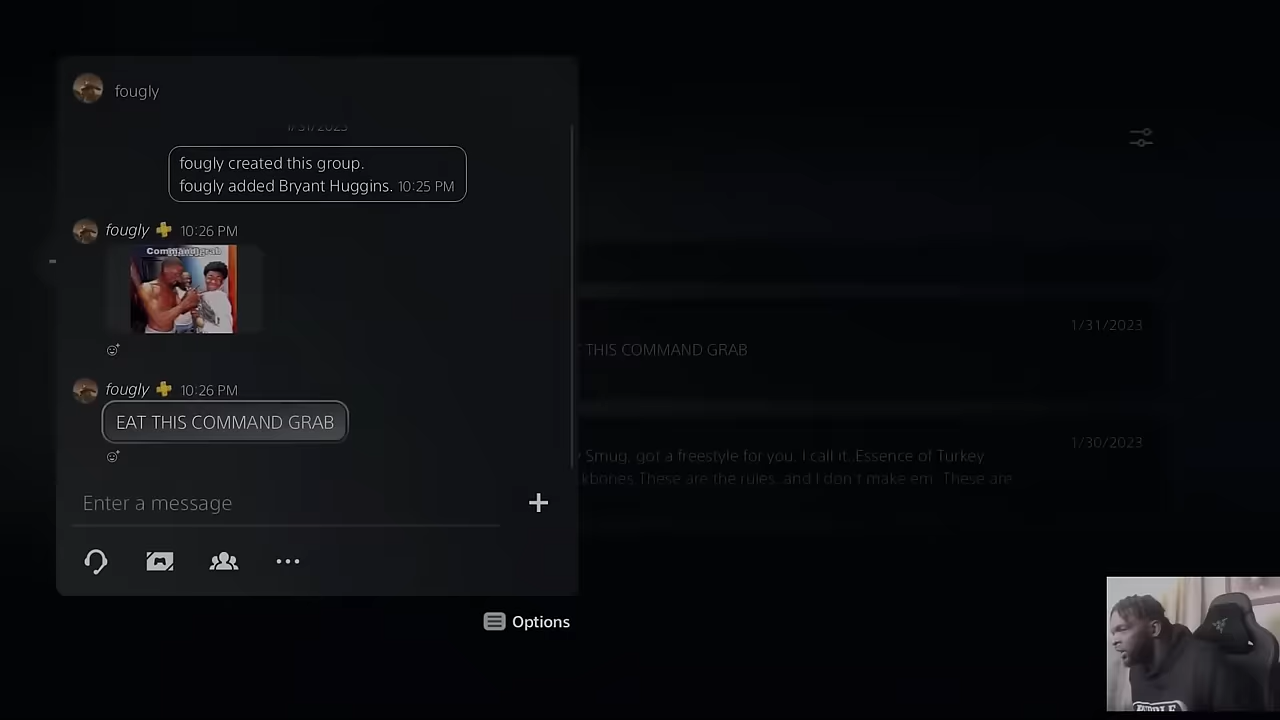 fougly
1/31/2023
fougly created this group.
fougly added Bryant Huggins. 10:25 PM
fougly 10:26 PM
Command grab
1/31/2023
THIS COMMAND GRAB
fougly 10:26 PM
EAT THIS COMMAND GRAB
1/30/2023
Smug, got a freestyle for you. I call it..Essence of Turkey
These are the rules, and I don't make em. These are
Enter a message
Options